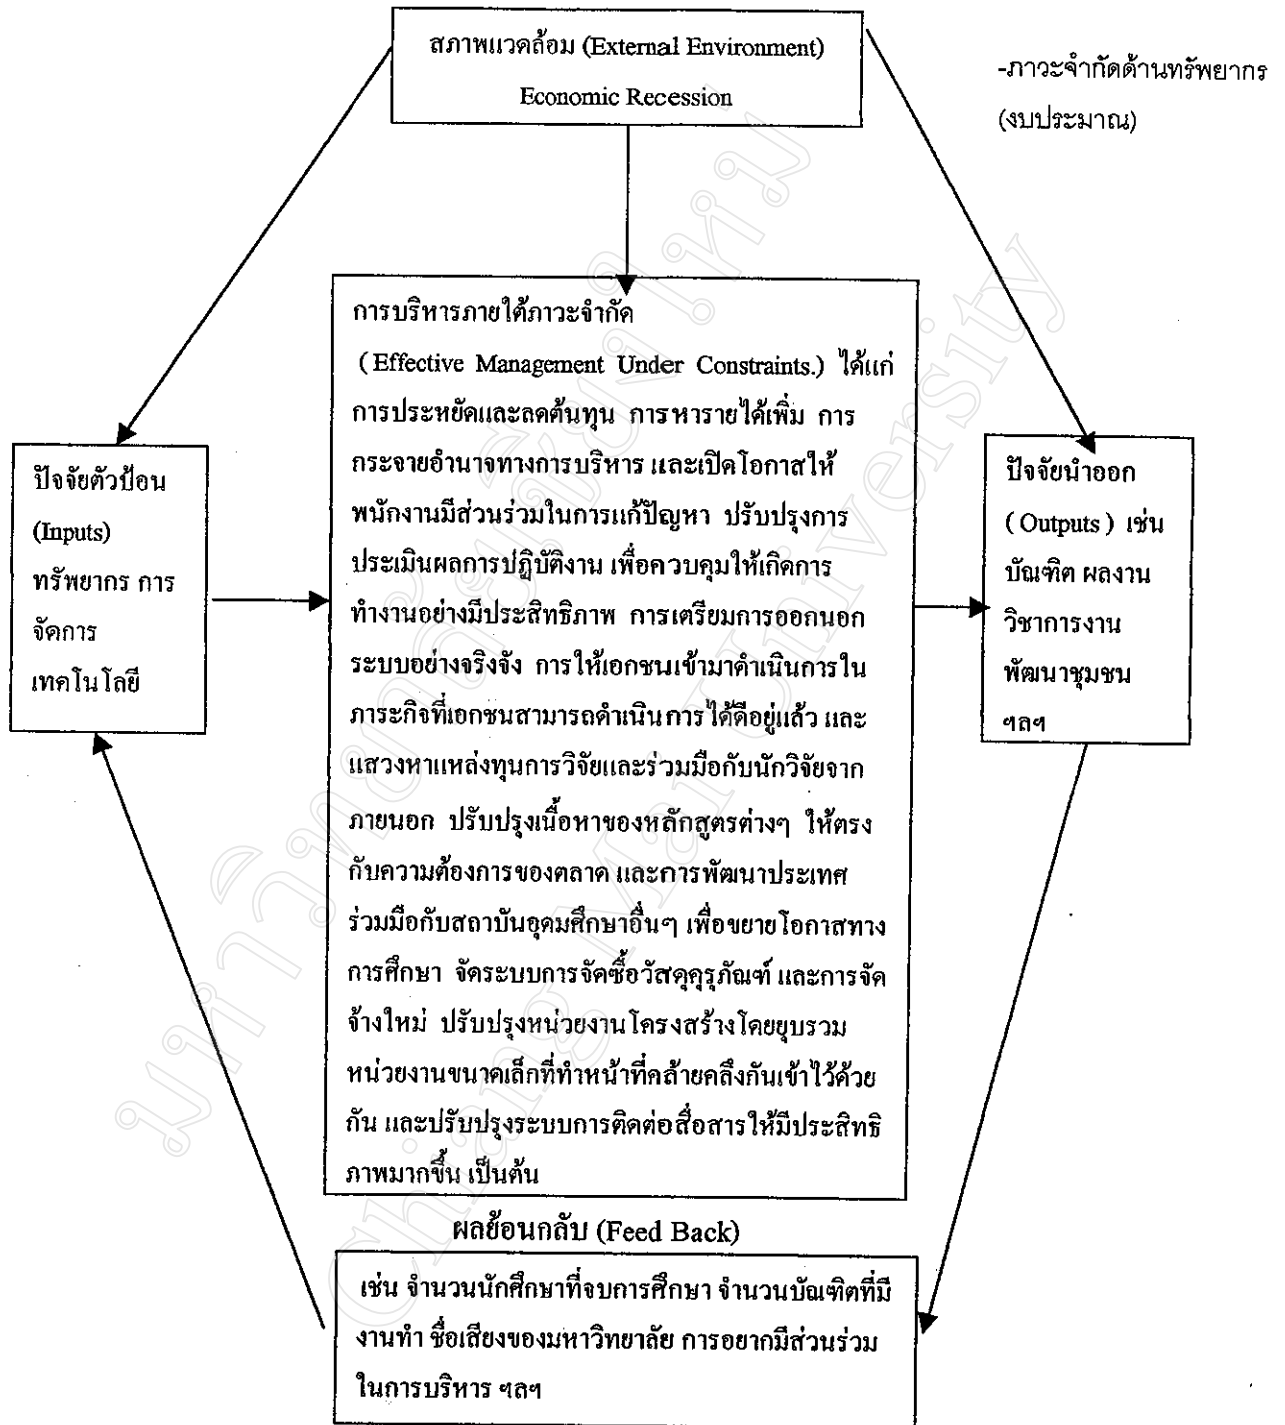 สภาพแวดล้อม (External Environment)
Economic Recession
-ภาวะจำกัดด้านทรัพยากร
(งบประมาณ)
การบริหารภายใต้ภาวะจำกัด
(Effective Management Under Constraints.) ได้แก่
การประหยัดและลดต้นทุน การหารายได้เพิ่ม การ
กระจายอำนาจทางการบริหาร และเปิดโอกาสให้
พนักงานมีส่วนร่วมในการแก้ปัญหา ปรับปรุงการ
ประเมินผลการปฏิบัติงาน เพื่อควบคุมให้เกิดการ
ทำงานอย่างมีประสิทธิภาพ การเตรียมการออกนอก
ระบบอย่างจริงจัง การให้เอกชนเข้ามาดำเนินการใน
ภาระกิจที่เอกชนสามารถดำเนินการได้ดีอยู่แล้ว และ
แสวงหาแหล่งทุนการวิจัยและร่วมมือกับนักวิจัยจาก
ภายนอก ปรับปรุงเนื้อหาของหลักสูตรต่างๆ ให้ตรง
กับความต้องการของตลาด และการพัฒนาประเทศ
ร่วมมือกับสถาบันอุดมศึกษาอื่นๆ เพื่อขยายโอกาสทาง
การศึกษา จัดระบบการจัดซื้อวัสดุครุภัณฑ์ และการจัด
จ้างใหม่ ปรับปรุงหน่วยงานโครงสร้างโดยยุบรวม
หน่วยงานขนาดเล็กที่ทำหน้าที่คล้ายคลึงกันเข้าไว้ด้วย
กัน และปรับปรุงระบบการติดต่อสื่อสารให้มีประสิทธิ
ภาพมากขึ้น เป็นต้น
ปัจจัยตัวป้อน
(Inputs)
ทรัพยากร การ
จัดการ
เทคโนโลยี
ปัจจัยนำออก
(Outputs) เช่น
บัณฑิต ผลงาน
วิชาการงาน
พัฒนาชุมชน
ฯลฯ
ผลย้อนกลับ (Feed Back)
เช่น จำนวนนักศึกษาที่จบการศึกษา จำนวนบัณฑิตที่มี
งานทำ ชื่อเสียงของมหาวิทยาลัย การอยากมีส่วนร่วม
ในการบริหาร ฯลฯ
มหาวิทยาลัยเชียงใหม่
Chiang Mai University